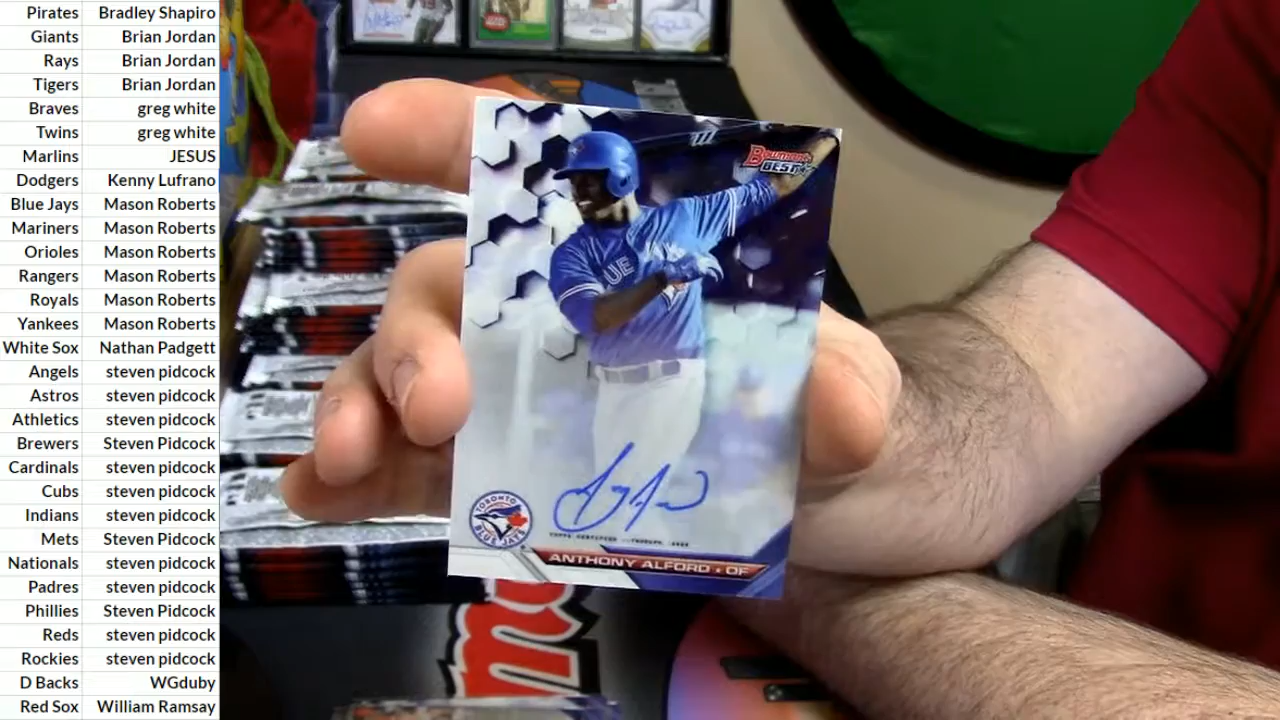 Pirates Bradley Shapiro
Giants Brian Jordan
Rays Brian Jordan
Tigers Brian Jordan
Braves greg white
Twins greg white
Marlins JESUS
Dodgers Kenny Lufrano
Blue Jays Mason Roberts
Mariners Mason Roberts
Orioles Mason Roberts
Rangers Mason Roberts
Royals Mason Roberts
Yankees Mason Roberts
White Sox Nathan Padgett
Angels steven pidcock
Astros steven pidcock
Athletics steven pidcock
Brewers Steven Pidcock
Cardinals steven pidcock
Cubs steven pidcock
Indians steven pidcock
Mets Steven Pidcock
Nationals steven pidcock
Padres steven pidcock
Phillies Steven Pidcock
Reds steven pidcock
Rockies steven pidcock
D Backs WGduby
Red Sox William Ramsay
Bowman's
BEST
UE
TORONTO
BLUE JAYS
ANTHONY ALFORD • OF